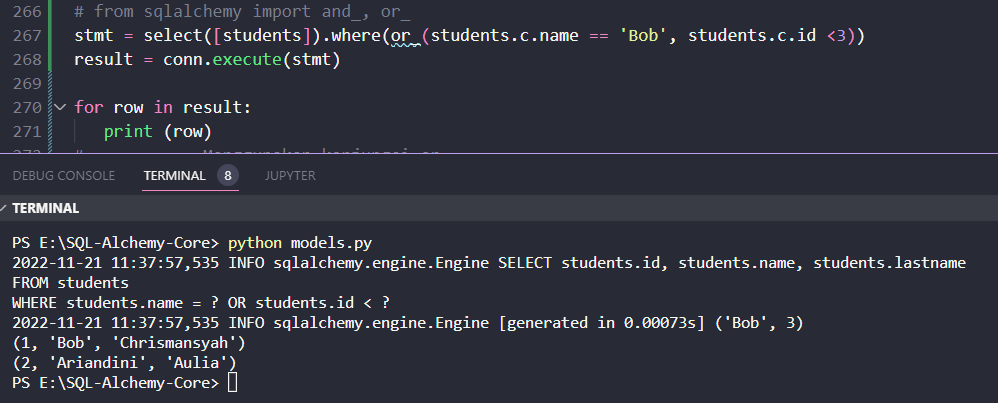 266 # from sqlalchemy import and_, or_
267 stmt = select([students]).where(or_(students.c.name == 'Bob', students.c.id <3))
268 result = conn.execute(stmt)
269
270 for row in result:
271 print (row)
DEBUG CONSOLE TERMINAL 8 JUPYTER
TERMINAL
PS E:\SQL-Alchemy-Core> python models.py
2022-11-21 11:37:57,535 INFO sqlalchemy.engine.Engine SELECT students.id, students.name, students.lastname
FROM students
WHERE students.name = ? OR students.id < ?
2022-11-21 11:37:57,535 INFO sqlalchemy.engine.Engine [generated in 0.00073s] ('Bob', 3)
(1, 'Bob', 'Chrismansyah')
(2, 'Ariandini', 'Aulia')
PS E:\SQL-Alchemy-Core>